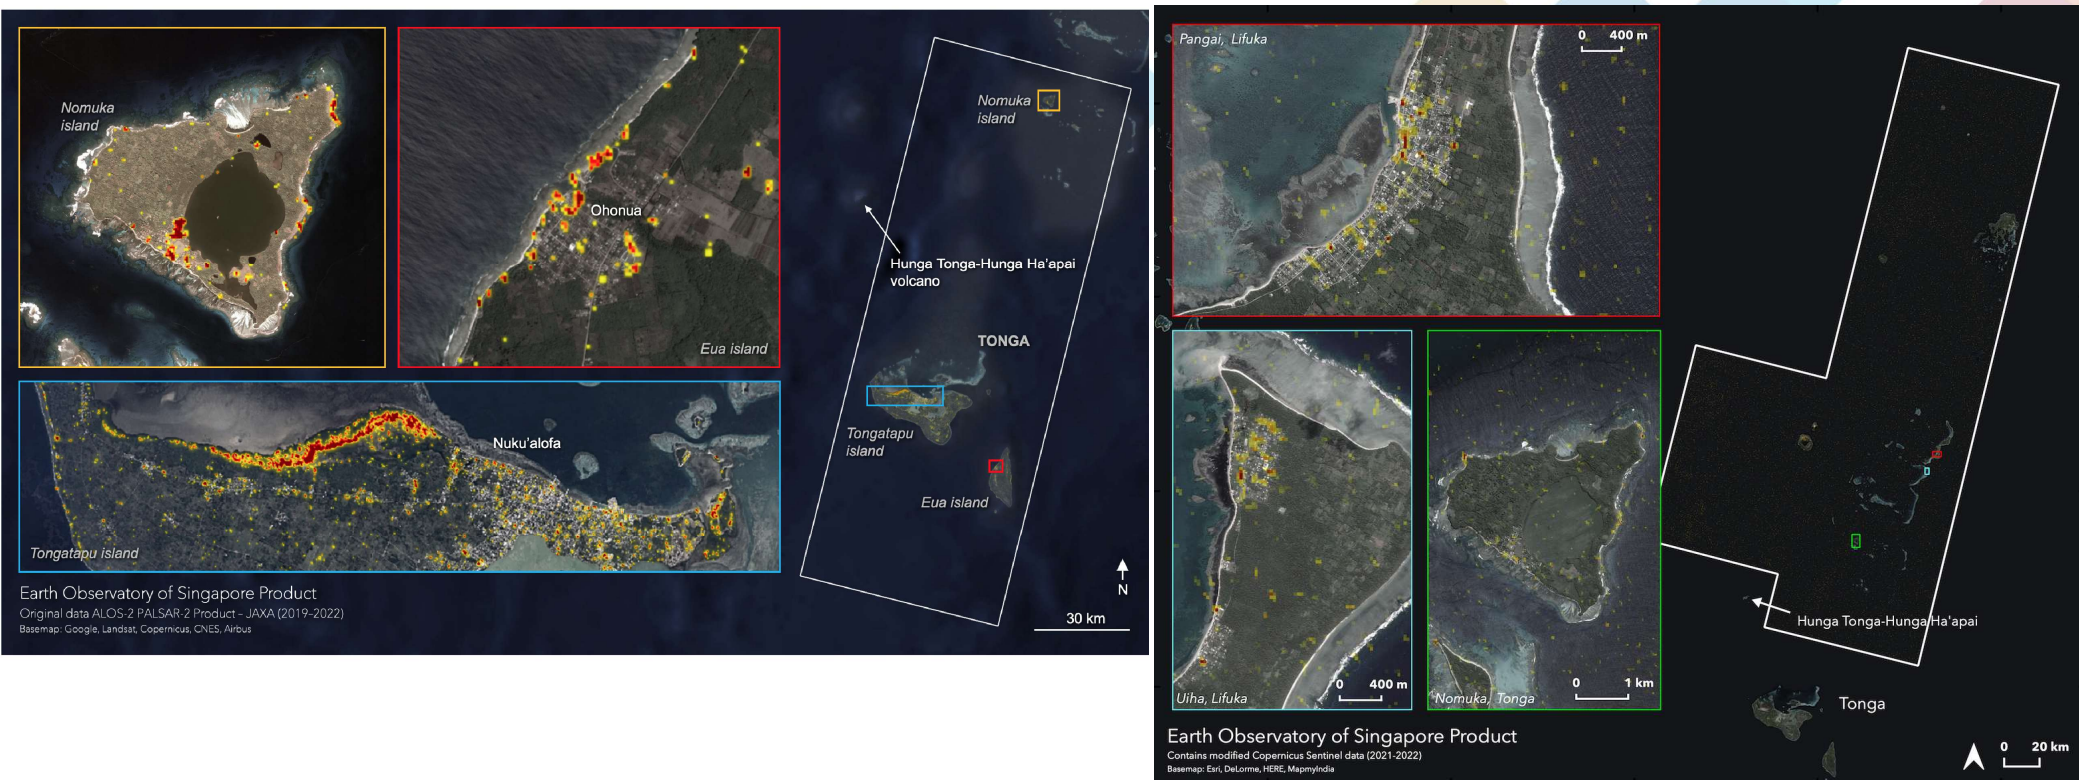 Nomuka
island
Ohonua
Eua island
Nuku'alofa
Tongatapu island
Nomuka
island
Hunga Tonga-Hunga Ha'apai
volcano
TONGA
Tongatapu
island
Eua island
N
30 km
Earth Observatory of Singapore Product
Original data ALOS-2 PALSAR-2 Product – JAXA (2019-2022)
Basemap: Google, Landsat, Copernicus, CNES, Airbus
Pangai, Lifuka
0 400 m
Uiha, Lifuka
0 400 m
Nomuka, Tonga
0 1 km
Hunga Tonga-Hunga Ha'apai
Tonga
0 20 km
Earth Observatory of Singapore Product
Contains modified Copernicus Sentinel data (2021-2022)
Basemap: Esri, DeLorme, HERE, MapmyIndia